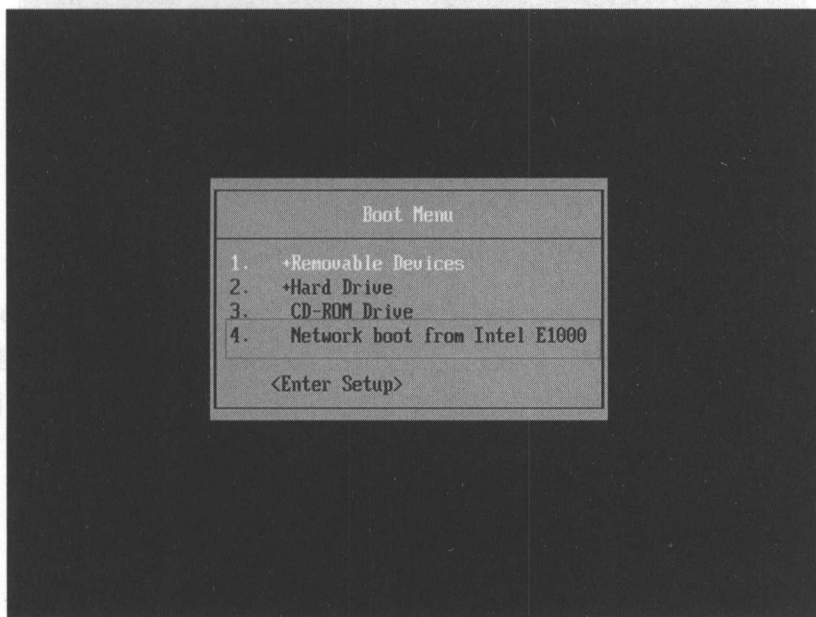 Boot Menu
1. +Removable Devices
2. +Hard Drive
3. CD-ROM Drive
4. Network boot from Intel E1000
<Enter Setup>